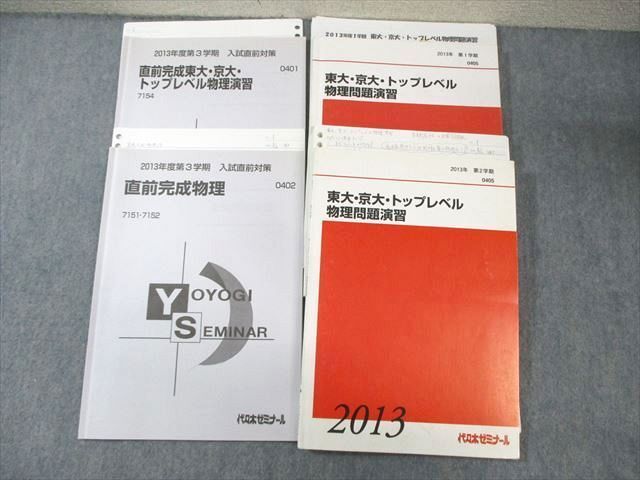 2013年度第3学期 入試直前対策
直前完成東大・京大・
トップレベル物理演習
0401
7154
2013年度第3学期 入試直前対策
直前完成物理
0402
7151・7152
YOYOGI
SEMINAR
代々木ゼミナール
2013年度1学期 東大・京大・トップレベル物理問題演習
2013年 第1学期
0405
東大・京大・トップレベル
物理問題演習
2013年 第2学期
0405
東大・京大・トップレベル
物理問題演習
2013
代々木ゼミナール